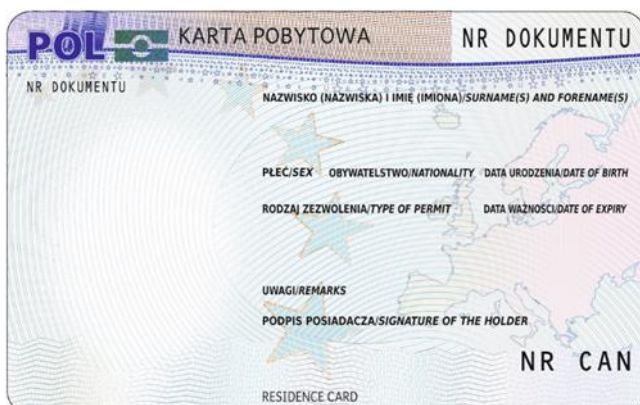 POL KARTA POBYTOWA NR DOKUMENTU
NR DOKUMENTU
NAZWISKO (NAZWISKA) I IMIĘ (IMIONA)/SURNAME(S) AND FORENAME(S)
PŁEĆ/SEX OBYWATELSTWO/NATIONALITY DATA URODZENIA/DATE OF BIRTH
RODZAJ ZEZWOLENIA/TYPE OF PERMIT DATA WAŻNOŚCI/DATE OF EXPIRY
UWAGI/REMARKS
PODPIS POSIADACZA/SIGNATURE OF THE HOLDER
NR CAN
RESIDENCE CARD